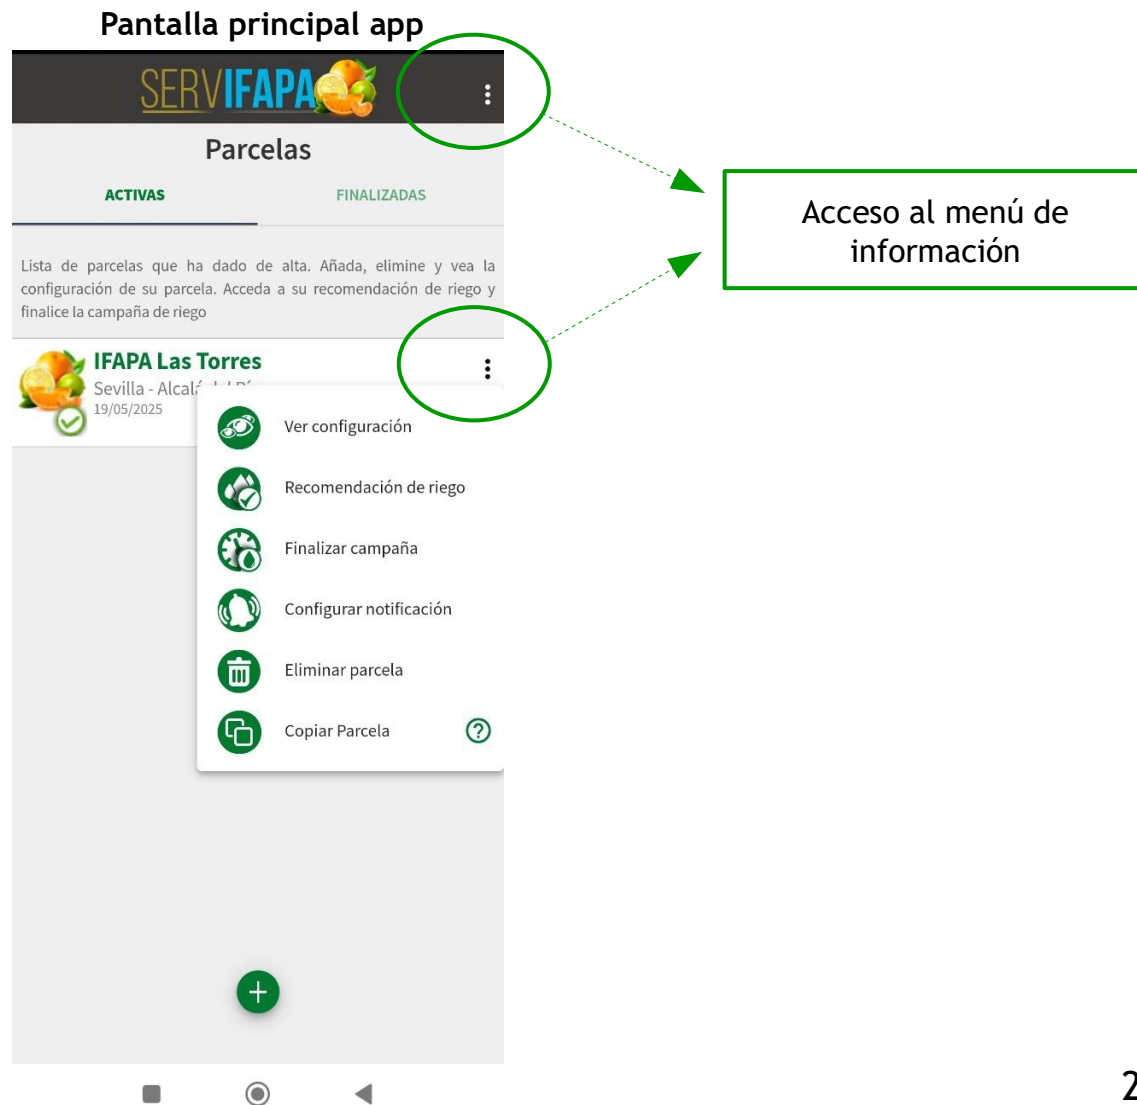 Pantalla principal app
SERVIFAPA
Parcelas
ACTIVAS
FINALIZADAS
Lista de parcelas que ha dado de alta. Añada, elimine y vea la
configuración de su parcela. Acceda a su recomendación de riego y
finalice la campaña de riego
IFAPA Las Torres
Sevilla -
19/05/2025
Ver configuración
Recomendación de riego
Finalizar campaña
Configurar notificación
Eliminar parcela
Copiar Parcela
Acceso al menú de
información
2